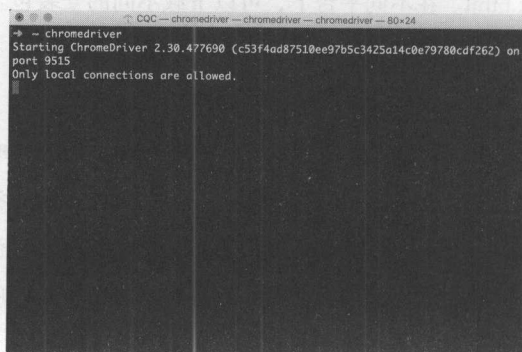 CQC — chromedriver — chromedriver — chromedriver — 80×24
➜ ~ chromedriver
Starting ChromeDriver 2.30.477690 (c53f4ad87510ee97b5c3425a14c0e79780cdf262) on
port 9515
Only local connections are allowed.